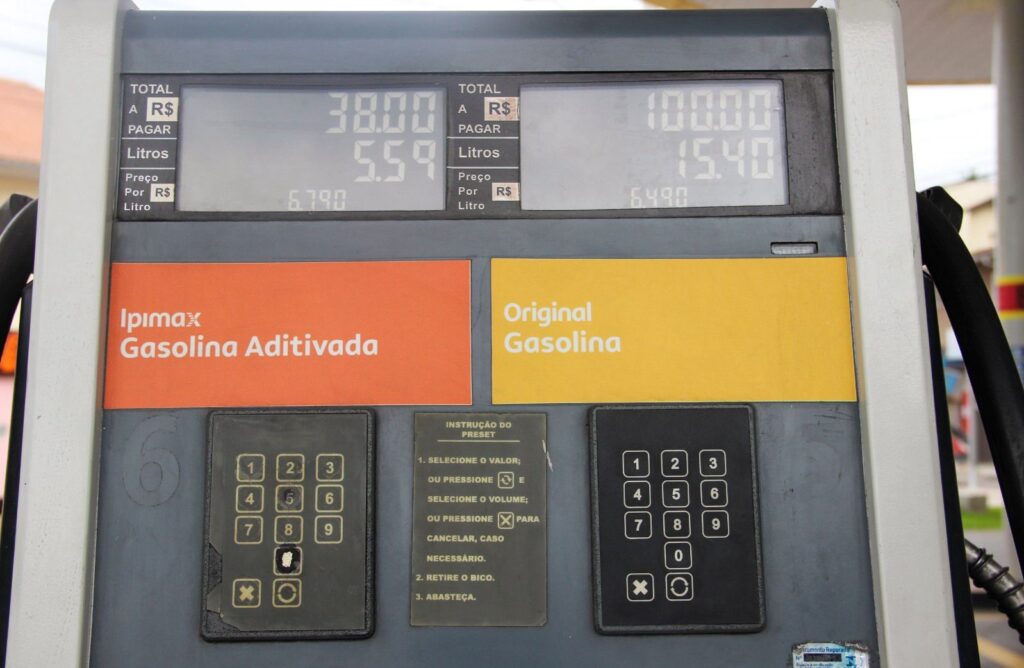 TOTAL
A R$
PAGAR
38.00
Litros
5.59
Preço
Por R$
Litro
6.790
TOTAL
A R$
PAGAR
100.00
Litros
15.40
Preço
Por R$
Litro
6.490
Ipimax
Gasolina Aditivada
Original
Gasolina
6
1 2 3
4 5 6
7 8 9
INSTRUÇÃO DO
PRESET
1. SELECIONE O VALOR;
OU PRESSIONE E
SELECIONE O VOLUME;
OU PRESSIONE PARA
CANCELAR, CASO
NECESSÁRIO.
2. RETIRE O BICO.
3. ABASTEÇA.
1 2 3
4 5 6
7 8 9
0